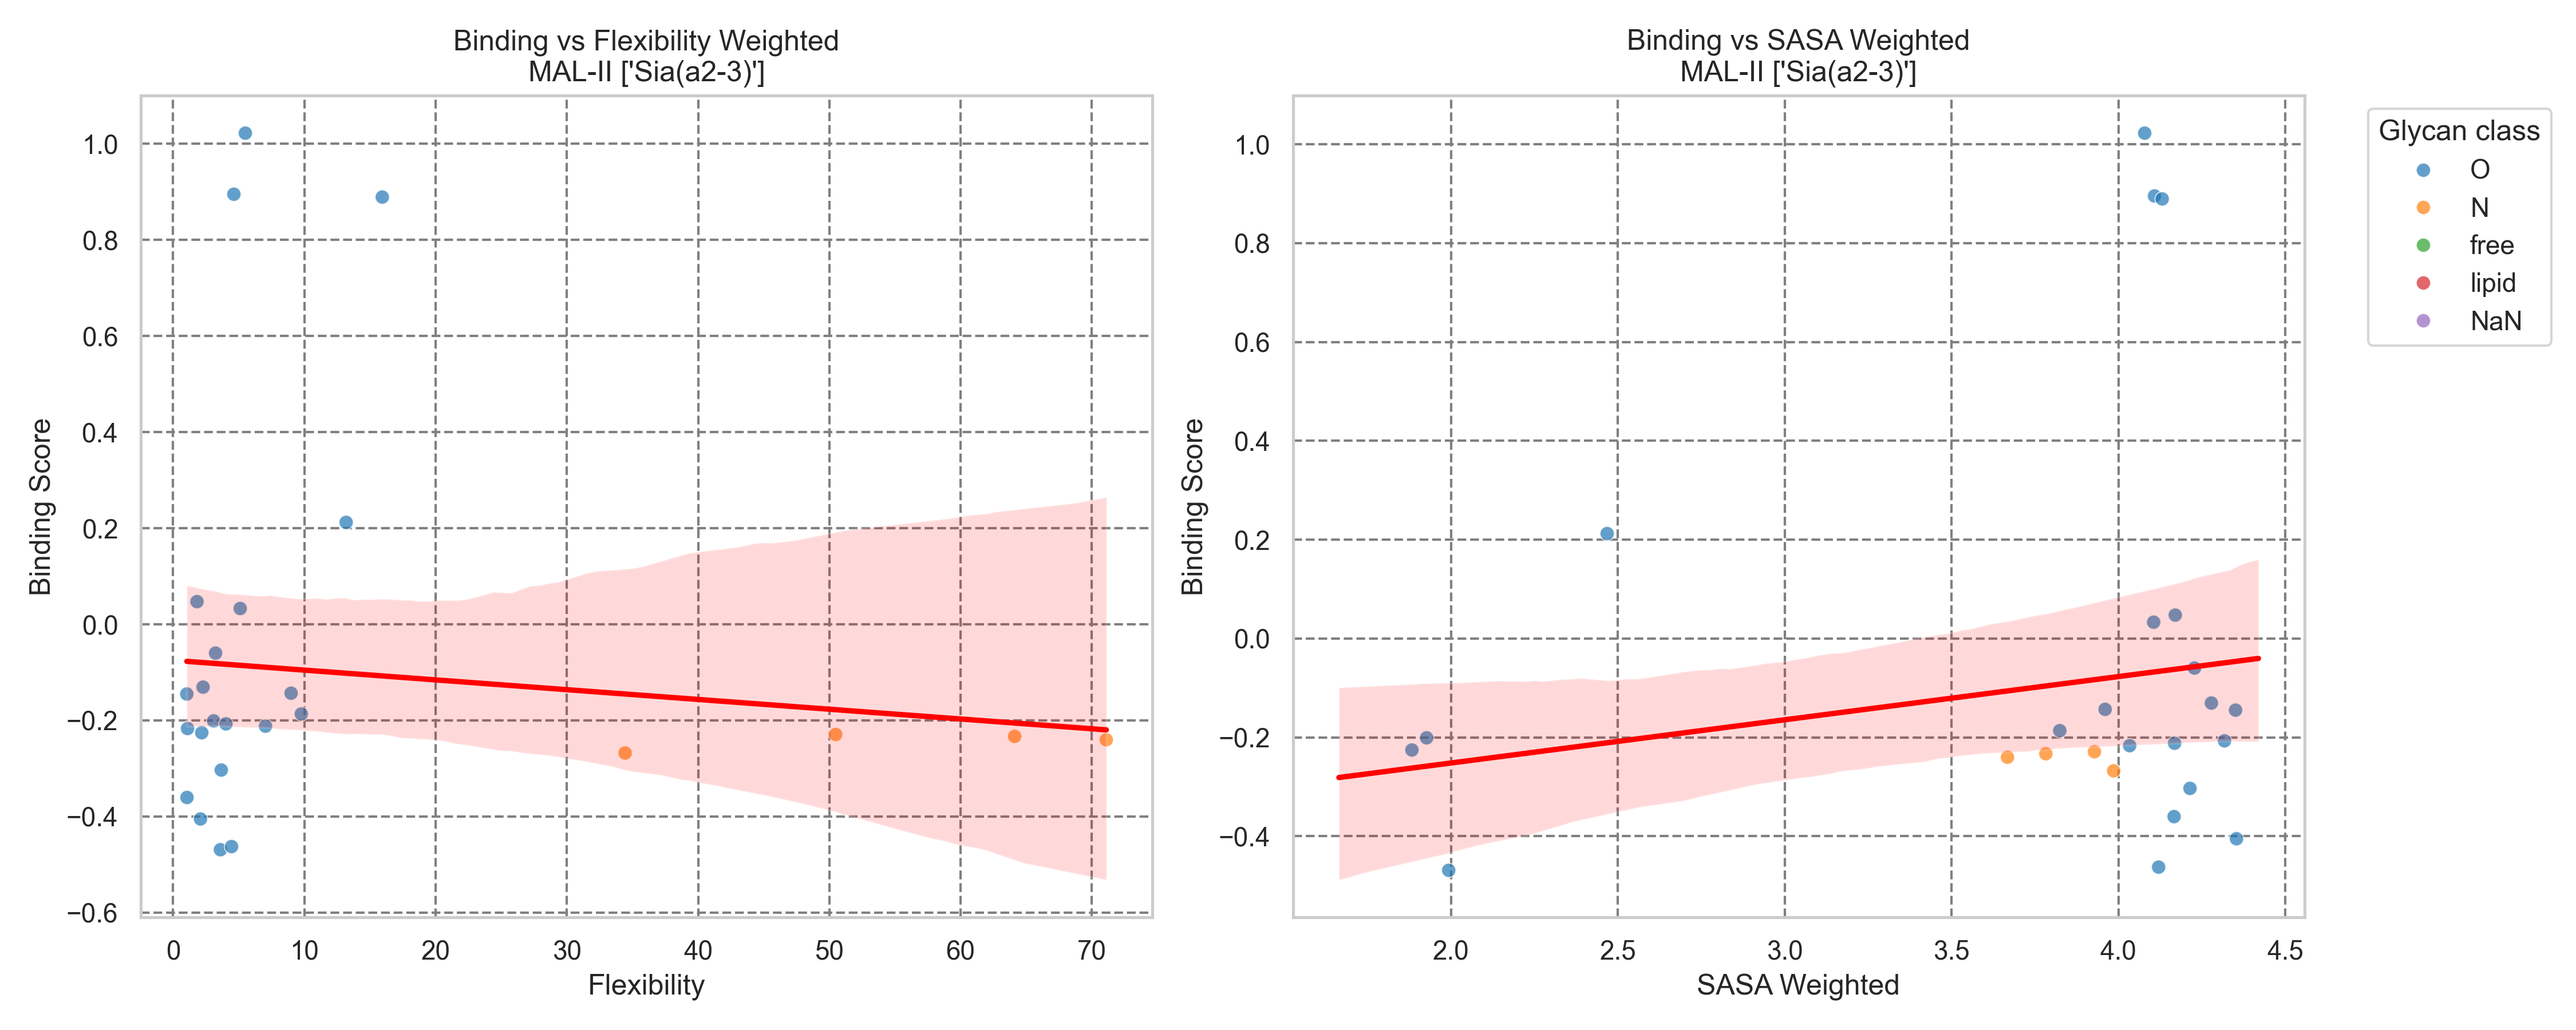 Binding vs Flexibility Weighted
MAL-II ['Sia(a2-3)']
1.0
0.8
0.6
0.4
0.2
0.0
−0.2
−0.4
−0.6
Binding Score
0 10 20 30 40 50 60 70
Flexibility
Binding vs SASA Weighted
MAL-II ['Sia(a2-3)']
1.0
0.8
0.6
0.4
0.2
0.0
−0.2
−0.4
Binding Score
2.0 2.5 3.0 3.5 4.0 4.5
SASA Weighted
Glycan class
O
N
free
lipid
NaN